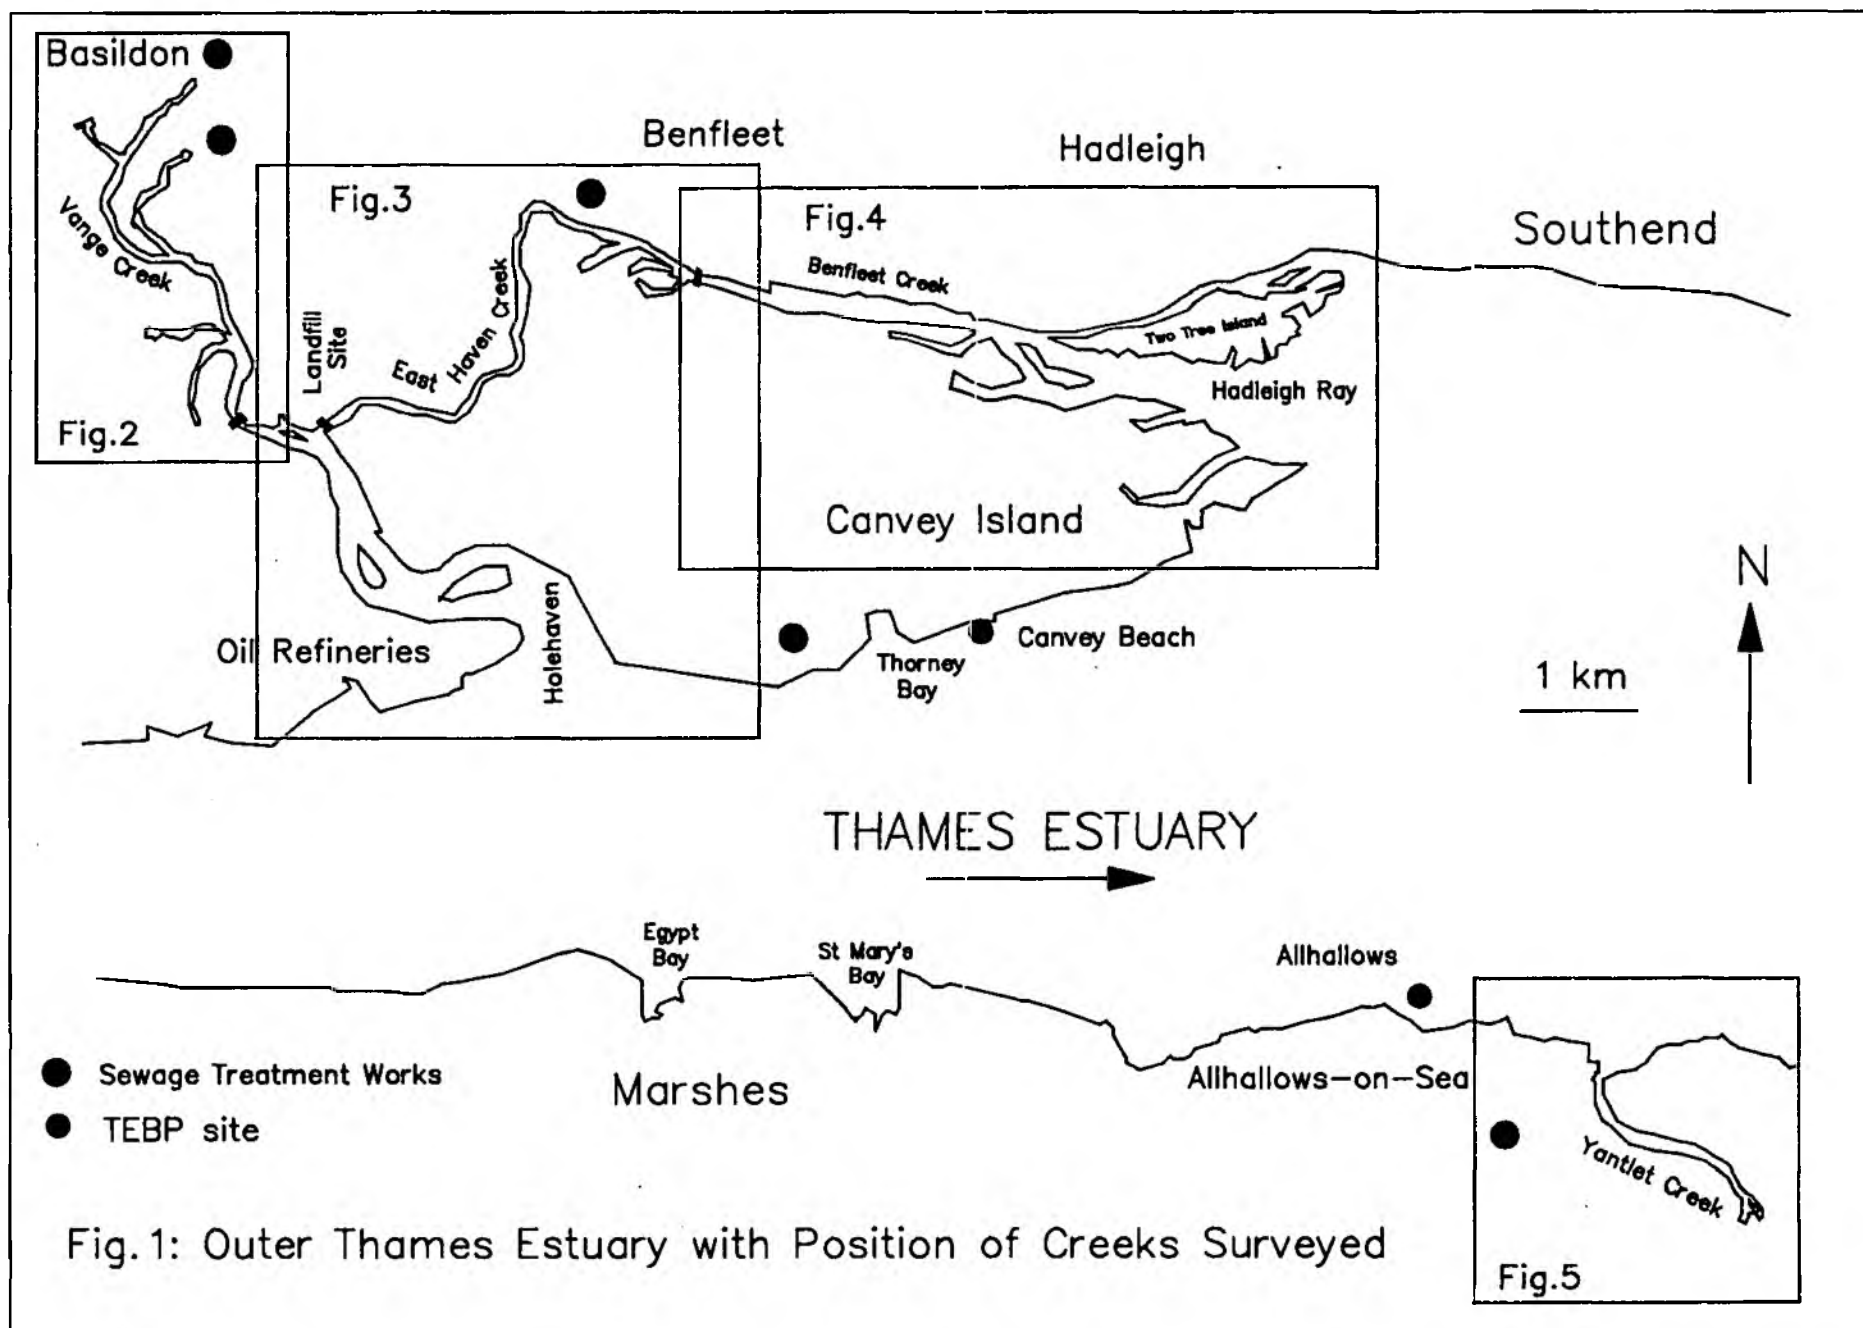 Basildon
Benfleet
Hadleigh
Fig.3
Fig.4
Southend
Vange Creek
Benfleet Creek
Landfill
Site
East Haven Creek
Two Tree Island
Hadleigh Ray
Fig.2
Canvey Island
N
Oil Refineries
Holehaven
Canvey Beach
Thorney
Bay
1 km
THAMES ESTUARY
Egypt
Bay
St Mary's
Bay
Allhallows
Sewage Treatment Works
Marshes
Allhallows-on-Sea
TEBP site
Yantlet Creek
Fig.1: Outer Thames Estuary with Position of Creeks Surveyed
Fig.5